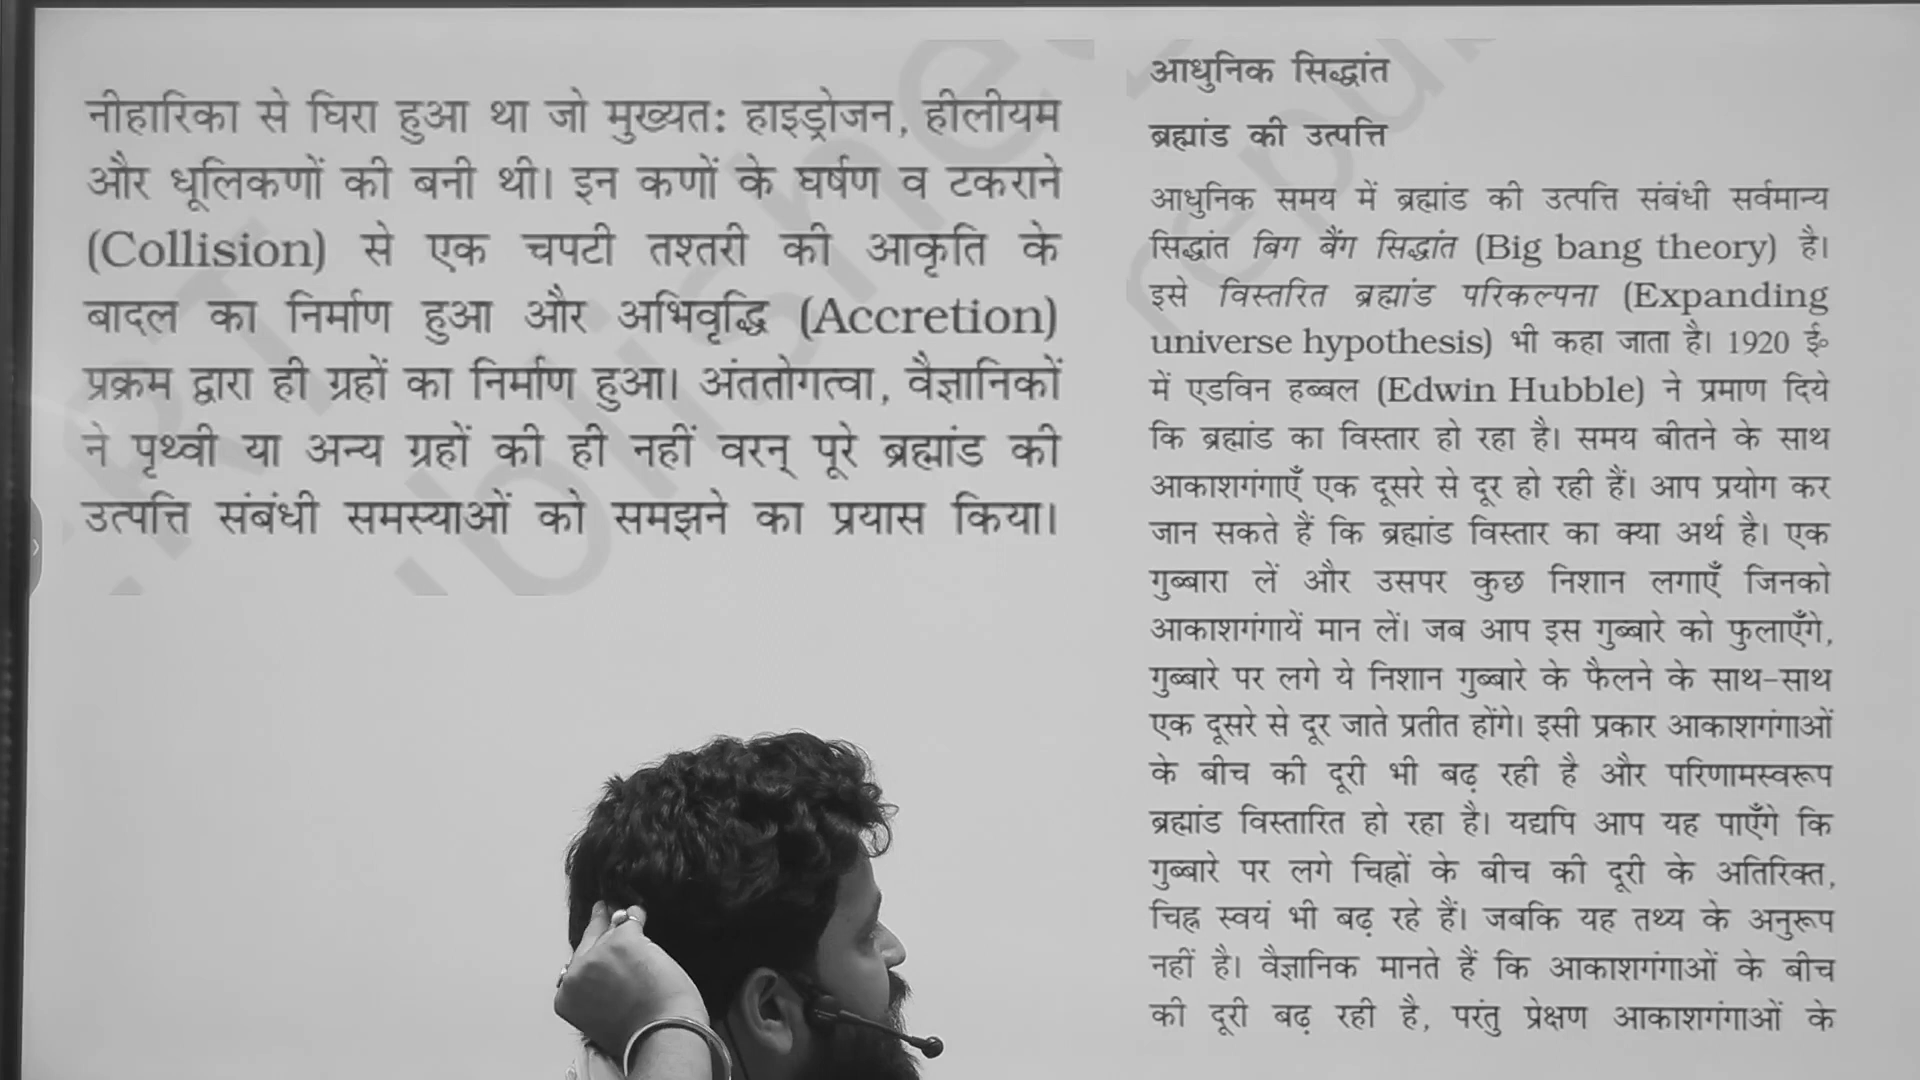 नीहारिका से घिरा हुआ था जो मुख्यतः हाइड्रोजन, हीलीयम
और धूलिकणों की बनी थी। इन कणों के घर्षण व टकराने
(Collision) से एक चपटी तश्तरी की आकृति के
बादल का निर्माण हुआ और अभिवृद्धि (Accretion)
प्रक्रम द्वारा ही ग्रहों का निर्माण हुआ। अंततोगत्वा, वैज्ञानिकों
ने पृथ्वी या अन्य ग्रहों की ही नहीं वरन् पूरे ब्रह्मांड की
उत्पत्ति संबंधी समस्याओं को समझने का प्रयास किया।
आधुनिक सिद्धांत
ब्रह्मांड की उत्पत्ति
आधुनिक समय में ब्रह्मांड की उत्पत्ति संबंधी सर्वमान्य
सिद्धांत बिग बैंग सिद्धांत (Big bang theory) है।
इसे विस्तरित ब्रह्मांड परिकल्पना (Expanding
universe hypothesis) भी कहा जाता है। 1920 ई॰
में एडविन हब्बल (Edwin Hubble) ने प्रमाण दिये
कि ब्रह्मांड का विस्तार हो रहा है। समय बीतने के साथ
आकाशगंगाएँ एक दूसरे से दूर हो रही हैं। आप प्रयोग कर
जान सकते हैं कि ब्रह्मांड विस्तार का क्या अर्थ है। एक
गुब्बारा लें और उसपर कुछ निशान लगाएँ जिनको
आकाशगंगायें मान लें। जब आप इस गुब्बारे को फुलाएँगे,
गुब्बारे पर लगे ये निशान गुब्बारे के फैलने के साथ-साथ
एक दूसरे से दूर जाते प्रतीत होंगे। इसी प्रकार आकाशगंगाओं
के बीच की दूरी भी बढ़ रही है और परिणामस्वरूप
ब्रह्मांड विस्तारित हो रहा है। यद्यपि आप यह पाएँगे कि
गुब्बारे पर लगे चिह्नों के बीच की दूरी के अतिरिक्त,
चिह्न स्वयं भी बढ़ रहे हैं। जबकि यह तथ्य के अनुरूप
नहीं है। वैज्ञानिक मानते हैं कि आकाशगंगाओं के बीच
की दूरी बढ़ रही है, परंतु प्रेक्षण आकाशगंगाओं के